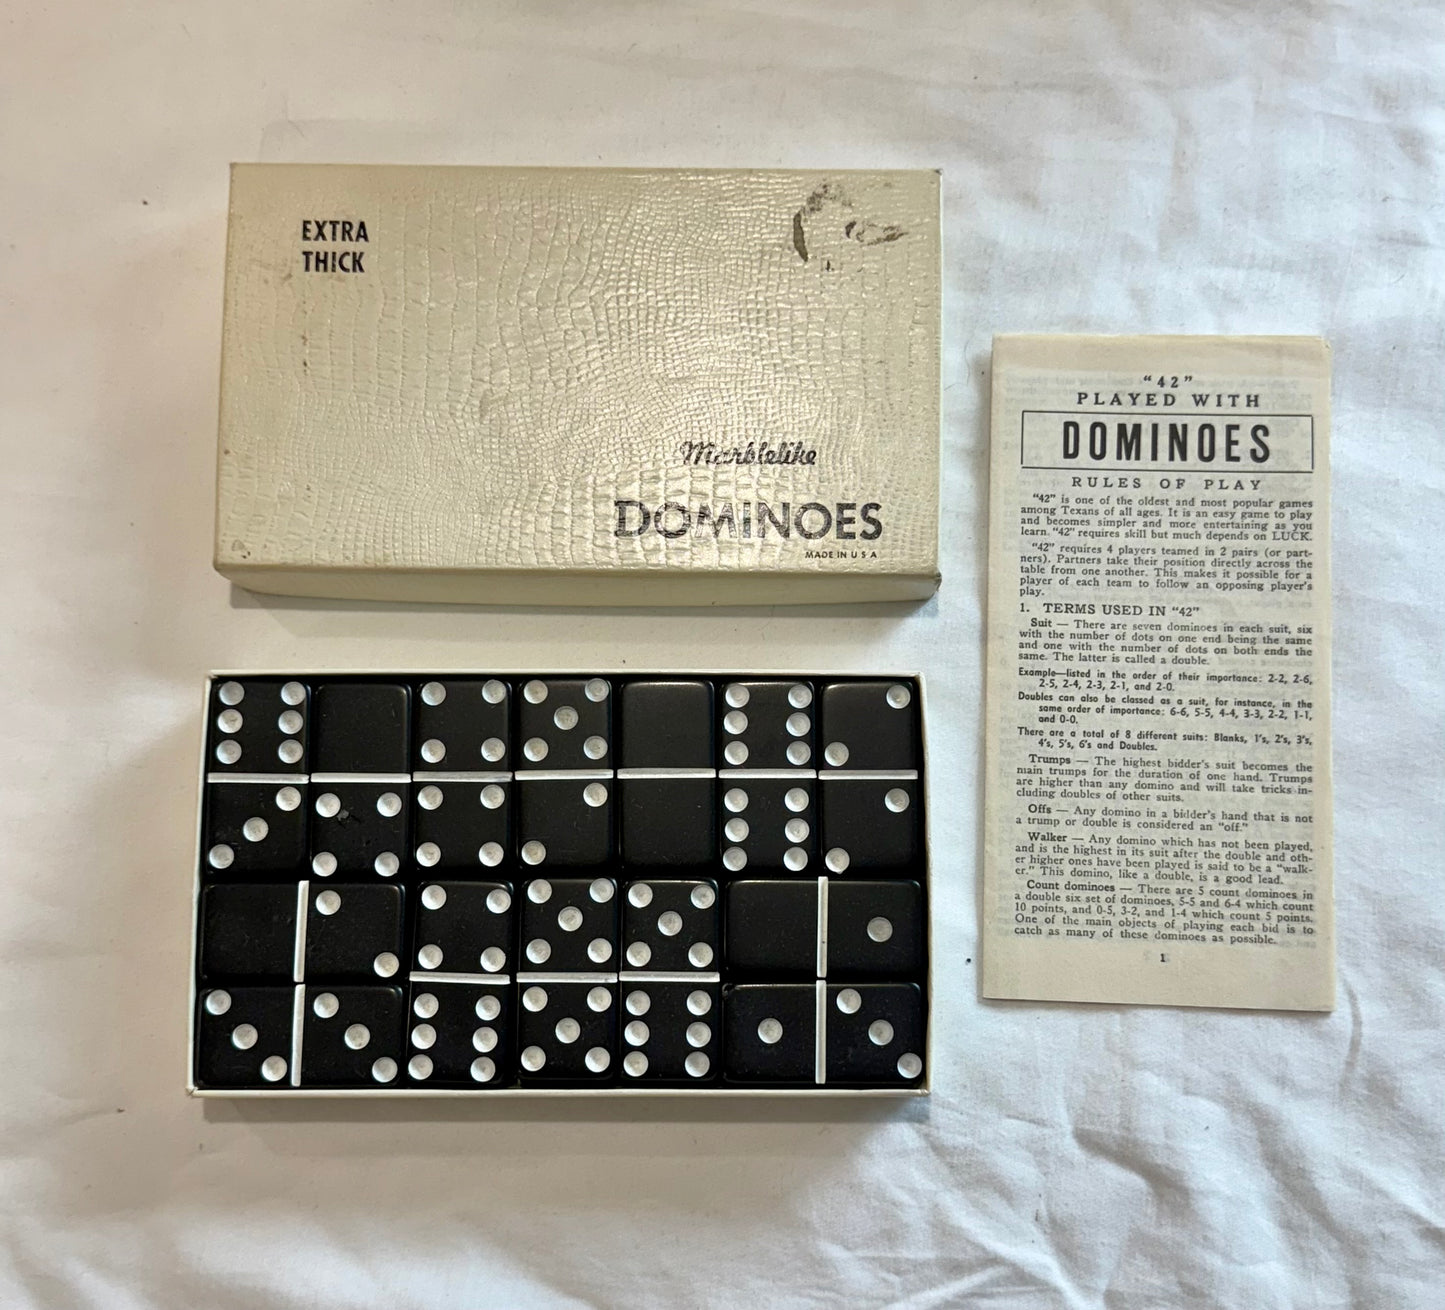 EXTRA
THICK
Marblelike
DOMINOES
MADE IN U S A
"42"
PLAYED WITH
DOMINOES
RULES OF PLAY
"42" is one of the oldest and most popular games
among Texans of all ages. It is an easy game to play
and becomes simpler and more entertaining as you
learn. "42" requires skill but much depends on LUCK.
"42" requires 4 players teamed in 2 pairs (or part-
ners). Partners take their position directly across the
table from one another. This makes it possible for a
player of each team to follow an opposing player's
play.
1. TERMS USED IN "42"
Suit — There are seven dominoes in each suit, six
with the number of dots on one end being the same
and one with the number of dots on both ends the
same. The latter is called a double.
Example—listed in the order of their importance: 2-2, 2-6,
2-5, 2-4, 2-3, 2-1, and 2-0.
Doubles can also be classed as a suit, for instance, in the
same order of importance: 6-6, 5-5, 4-4, 3-3, 2-2, 1-1,
and 0-0.
There are a total of 8 different suits: Blanks, 1's, 2's, 3's,
4's, 5's, 6's and Doubles.
Trumps — The highest bidder's suit becomes the
main trumps for the duration of one hand. Trumps
are higher than any domino and will take tricks in-
cluding doubles of other suits.
Offs — Any domino in a bidder's hand that is not
a trump or double is considered an "off."
Walker — Any domino which has not been played,
and is the highest in its suit after the double and oth-
er higher ones have been played is said to be a "walk-
er." This domino, like a double, is a good lead.
Count dominoes — There are 5 count dominoes in
a double six set of dominoes, 5-5 and 6-4 which count
10 points, and 0-5, 3-2, and 1-4 which count 5 points.
One of the main objects of playing each bid is to
catch as many of these dominoes as possible.
1